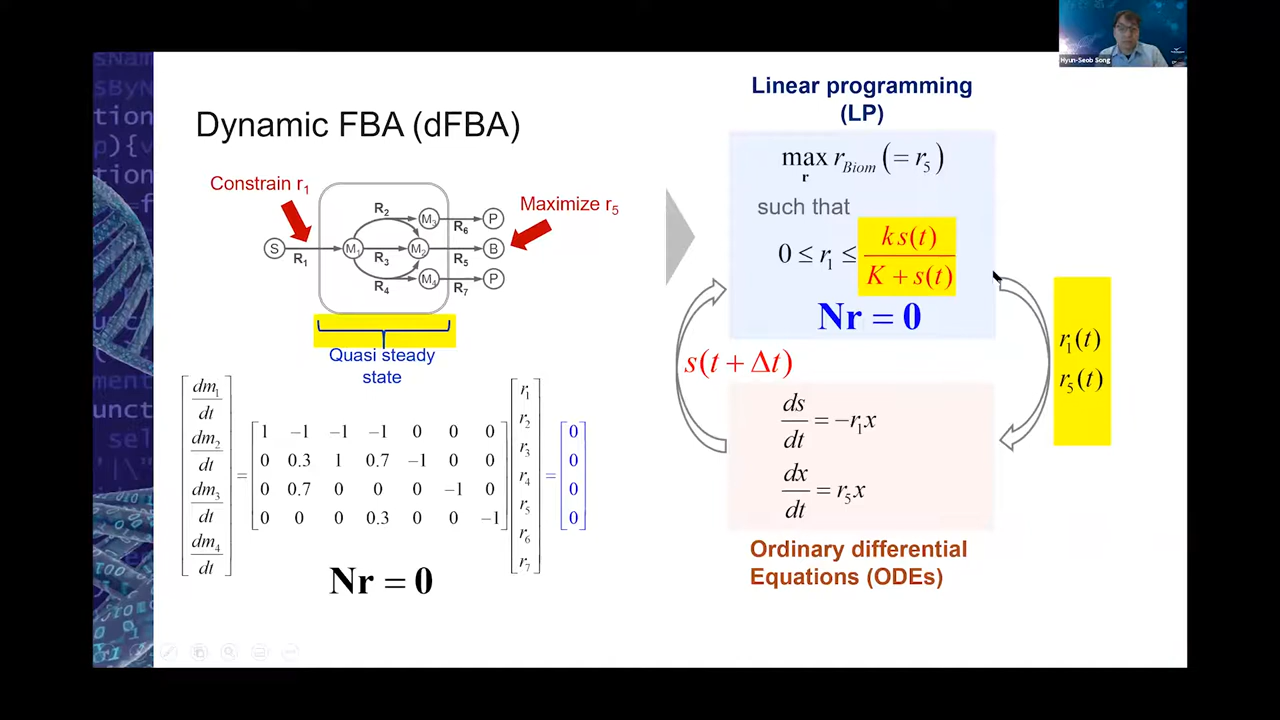 Hyun-Seob Song
Dynamic FBA (dFBA)
Constrain r₁
Maximize r₅
S
R₁
M₁
R₂
R₃
R₄
M₃
M₂
M₄
R₆
R₅
R₇
P
B
P
Quasi steady
state
dm₁/dt
dm₂/dt
dm₃/dt
dm₄/dt
=
1 −1 −1 −1 0 0 0
0 0.3 1 0.7 −1 0 0
0 0.7 0 0 0 −1 0
0 0 0 0.3 0 0 −1
r₁
r₂
r₃
r₄
r₅
r₆
r₇
=
0
0
0
0
Nr = 0
Linear programming
(LP)
max r_Biom (= r₅)
r
such that
0 ≤ r₁ ≤ ks(t) / K + s(t)
Nr = 0
s(t + Δt)
r₁(t)
r₅(t)
ds/dt = −r₁x
dx/dt = r₅x
Ordinary differential
Equations (ODEs)